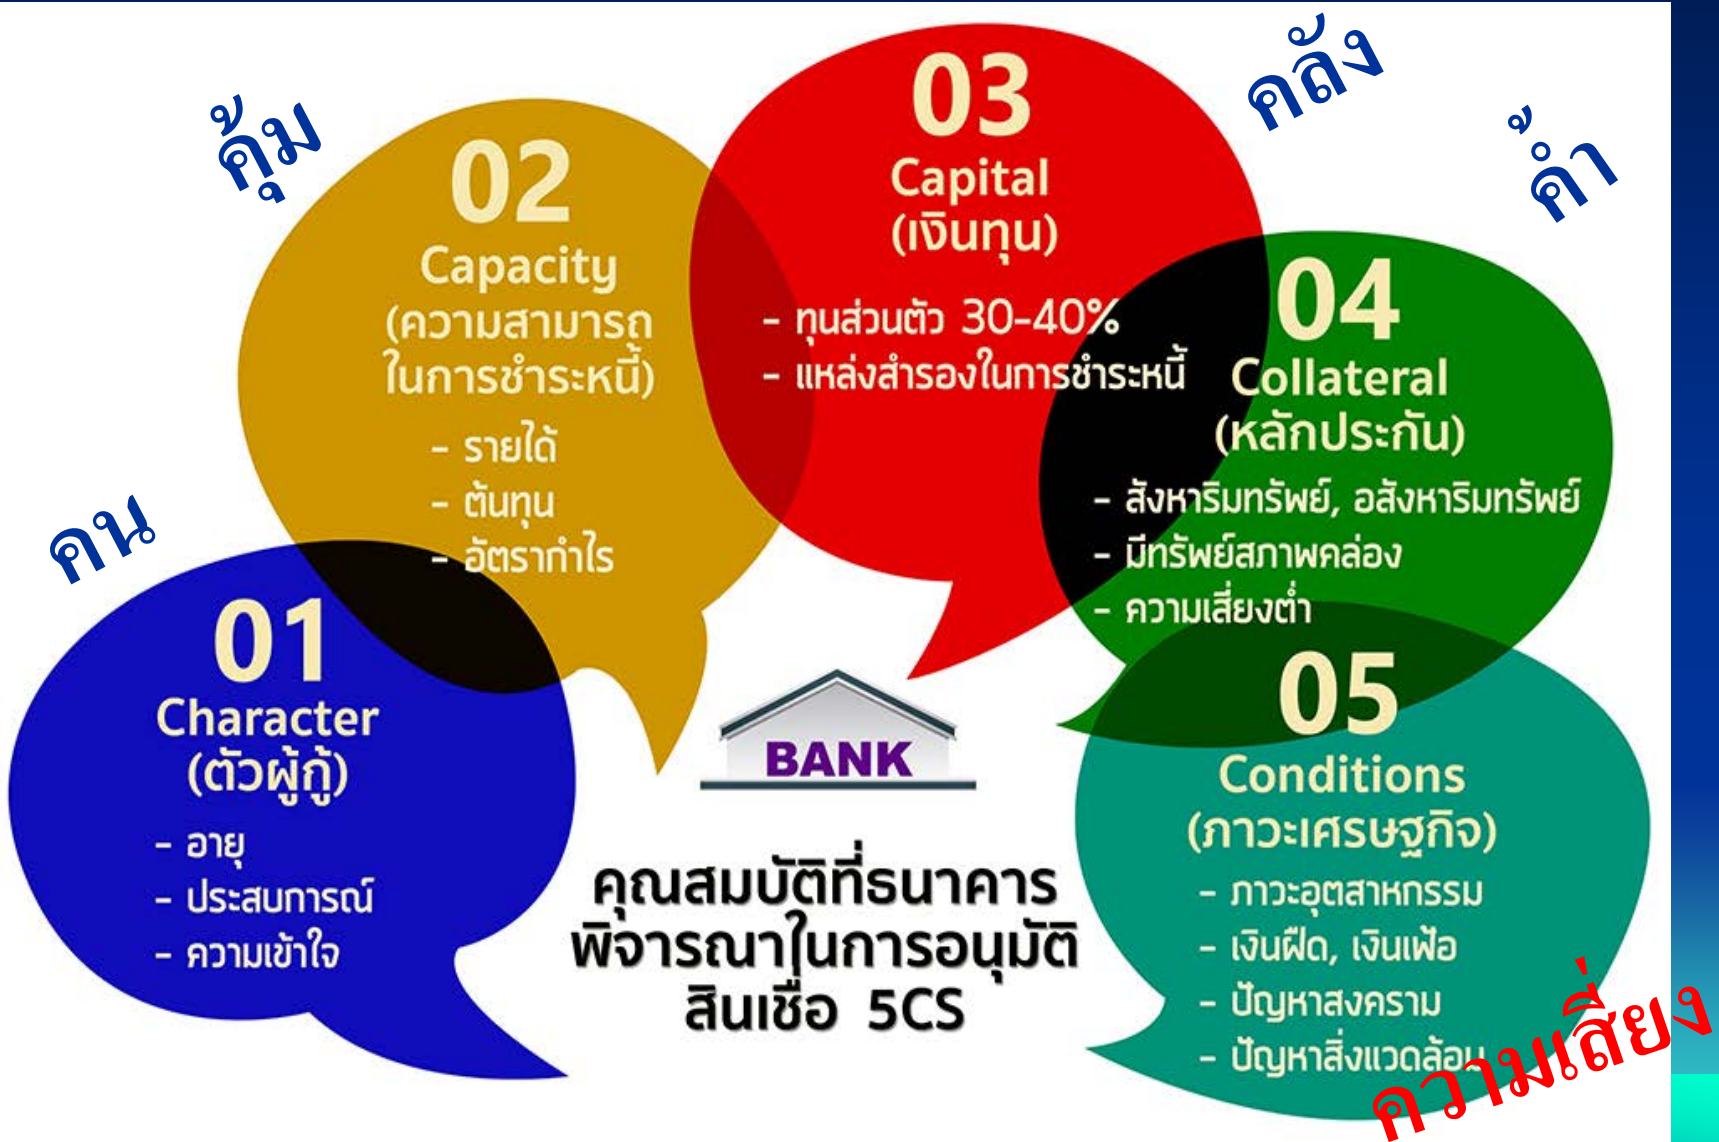 คน
01
Character
(ตัวผู้กู้)
- อายุ
- ประสบการณ์
- ความเข้าใจ
คุ้ม
02
Capacity
(ความสามารถ
ในการชำระหนี้)
- รายได้
- ต้นทุน
- อัตรากำไร
คลัง
03
Capital
(เงินทุน)
- ทุนส่วนตัว 30-40%
- แหล่งสำรองในการชำระหนี้
ค้ำ
04
Collateral
(หลักประกัน)
- สังหาริมทรัพย์, อสังหาริมทรัพย์
- มีทรัพย์สภาพคล่อง
- ความเสี่ยงต่ำ
05
Conditions
(ภาวะเศรษฐกิจ)
- ภาวะอุตสาหกรรม
- เงินฝืด, เงินเฟ้อ
- ปัญหาสงคราม
- ปัญหาสิ่งแวดล้อม
ความเสี่ยง
BANK
คุณสมบัติที่ธนาคาร
พิจารณาในการอนุมัติ
สินเชื่อ 5CS